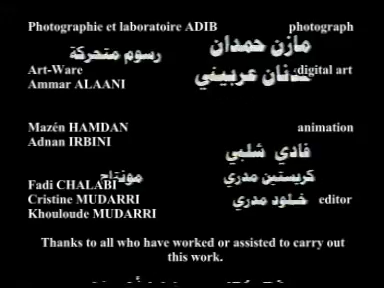 Photographie et laboratoire ADIB photograph
مازن حمدان
رسوم متحركة
Art-Ware digital art
عدنان عربيني
Ammar ALAANI
Mazén HAMDAN animation
Adnan IRBINI
فادي شلبي
كريستين مدري مونتاج
Fadi CHALABI
Cristine MUDARRI editor
خلود مدري
Khouloude MUDARRI
Thanks to all who have worked or assisted to carry out
this work.